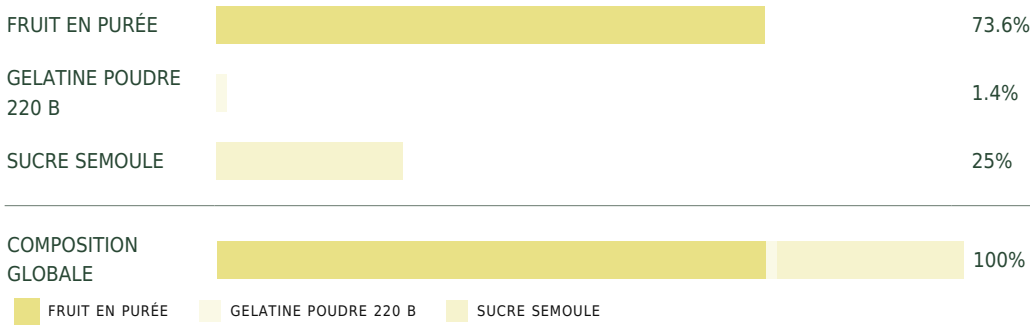 FRUIT EN PURÉE 73.6%
GELATINE POUDRE
220 B 1.4%
SUCRE SEMOULE 25%
COMPOSITION
GLOBALE 100%
FRUIT EN PURÉE GELATINE POUDRE 220 B SUCRE SEMOULE